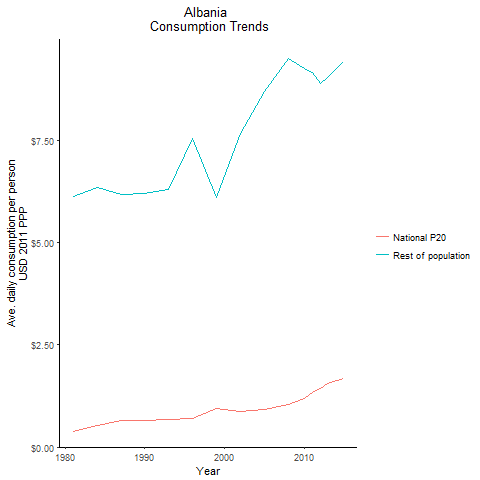 Albania
Consumption Trends
Ave. daily consumption per person
USD 2011 PPP
$7.50
$5.00
$2.50
$0.00
1980
1990
2000
2010
Year
National P20
Rest of population